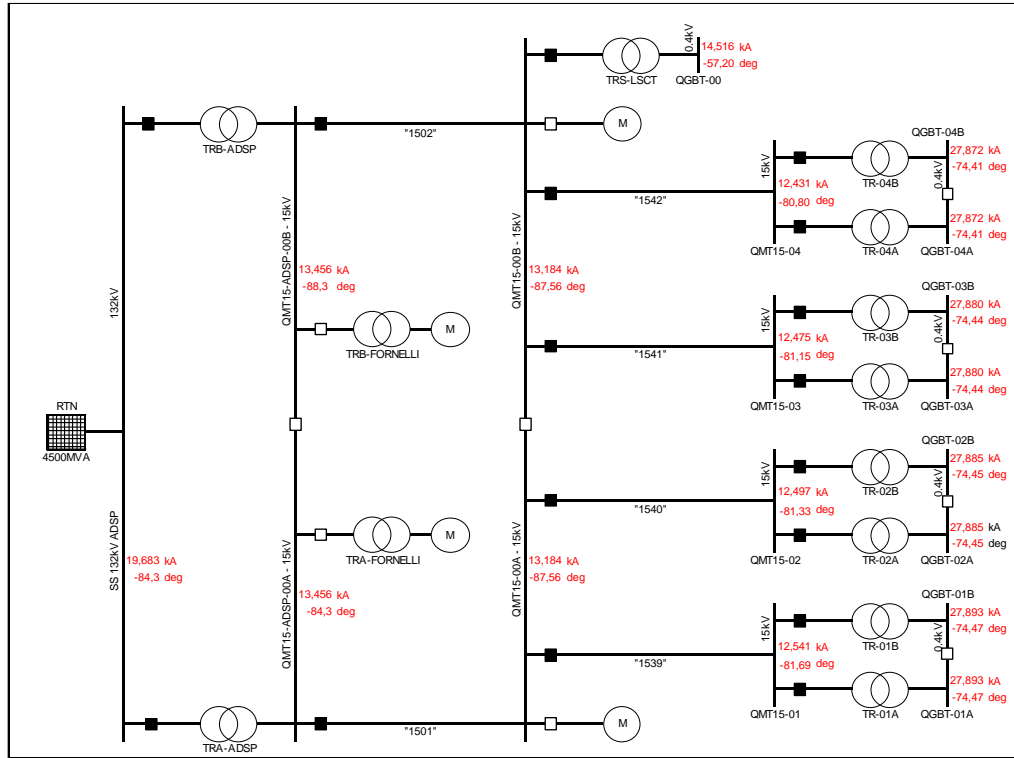 0.4kV
14,516 kA
-57,20 deg
TRS-LSCT
QGBT-00
TRB-ADSP
"1502"
M
132kV
SS 132kV ADSP
19,683 kA
-84,3 deg
RTN
4500MVA
QMT15-ADSP-00B - 15kV
13,456 kA
-88,3 deg
TRB-FORNELLI
M
TRA-FORNELLI
M
QMT15-ADSP-00A - 15kV
13,456 kA
-84,3 deg
TRA-ADSP
"1501"
M
QMT15-00B - 15kV
13,184 kA
-87,56 deg
QMT15-00A - 15kV
13,184 kA
-87,56 deg
"1542"
15kV
12,431 kA
-80,80 deg
QMT15-04
TR-04B
TR-04A
QGBT-04B
27,872 kA
-74,41 deg
0.4kV
27,872 kA
-74,41 deg
QGBT-04A
"1541"
15kV
12,475 kA
-81,15 deg
QMT15-03
TR-03B
TR-03A
QGBT-03B
27,880 kA
-74,44 deg
0.4kV
27,880 kA
-74,44 deg
QGBT-03A
"1540"
15kV
12,497 kA
-81,33 deg
QMT15-02
TR-02B
TR-02A
QGBT-02B
27,885 kA
-74,45 deg
0.4kV
27,885 kA
-74,45 deg
QGBT-02A
"1539"
15kV
12,541 kA
-81,69 deg
QMT15-01
TR-01B
TR-01A
QGBT-01B
27,893 kA
-74,47 deg
0.4kV
27,893 kA
-74,47 deg
QGBT-01A